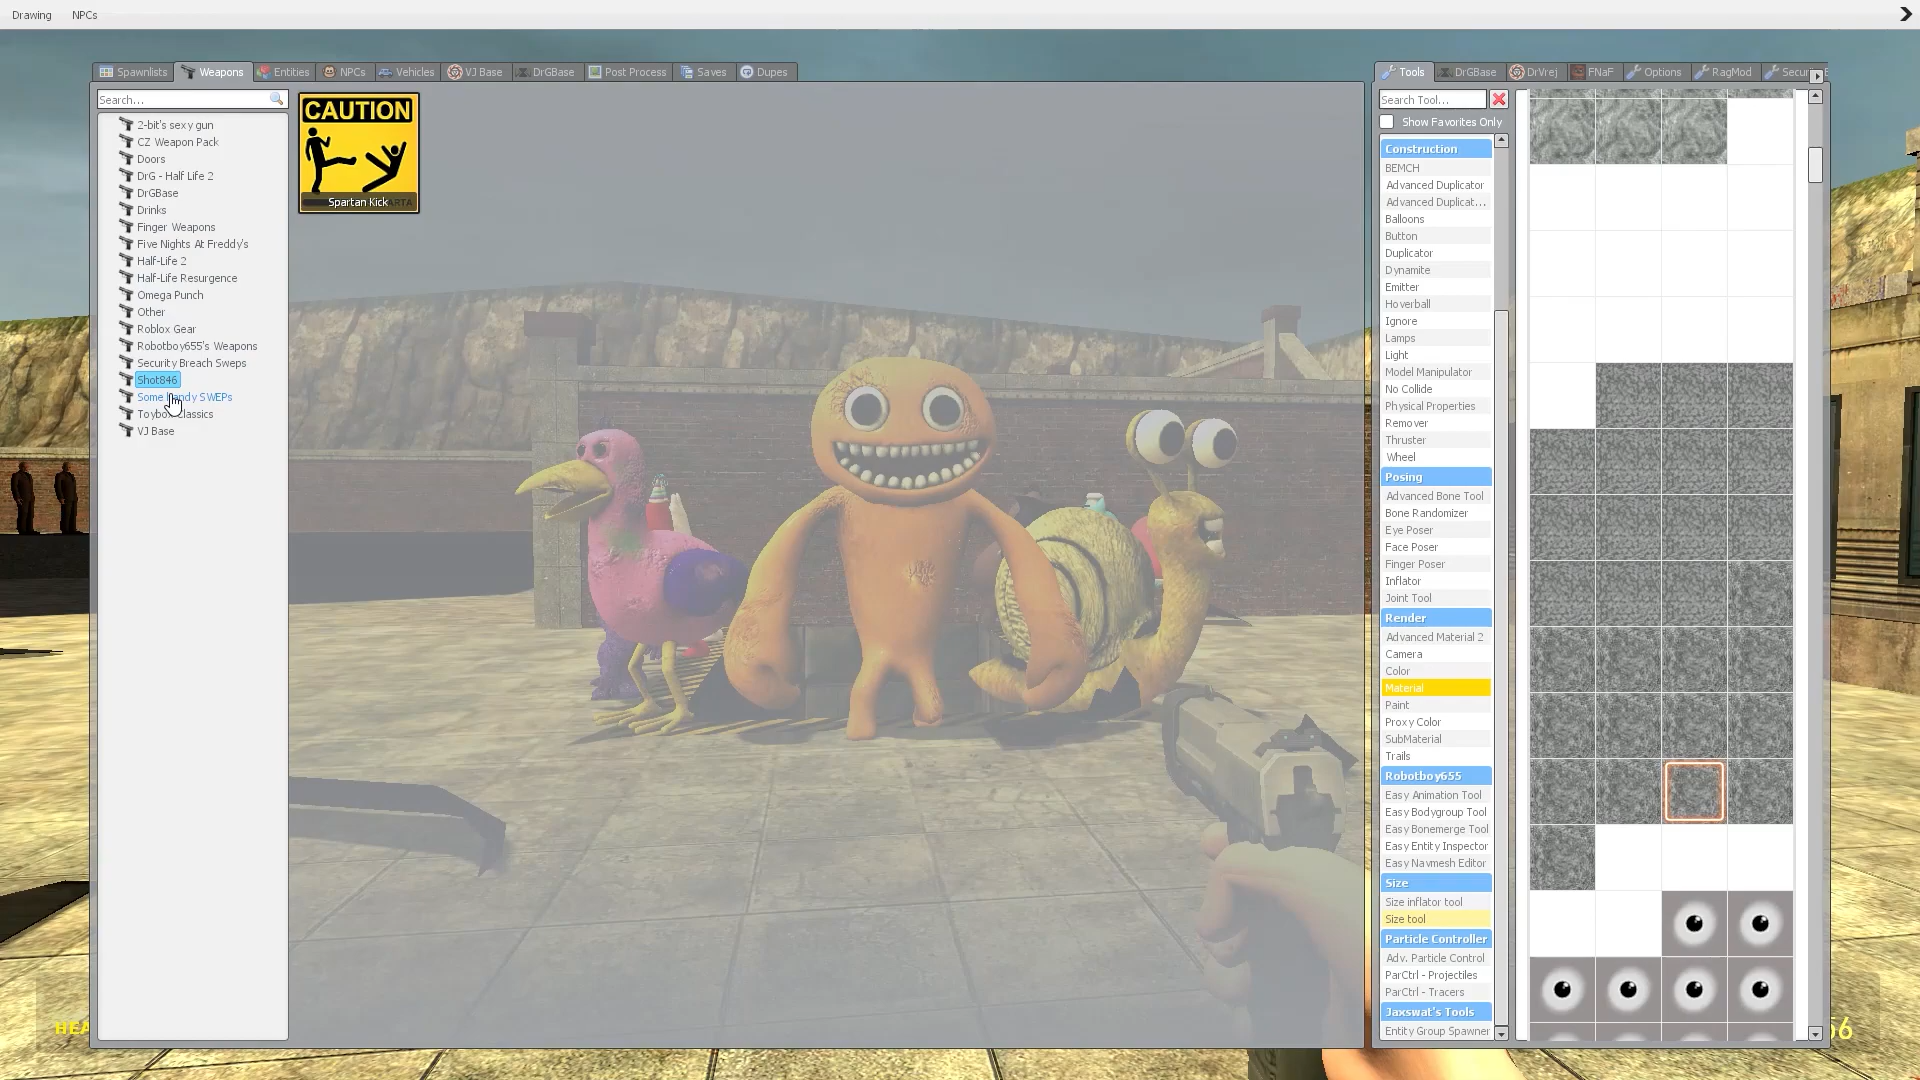 Drawing NPCs
Spawnlists Weapons Entities NPCs Vehicles VJ Base DrGBase Post Process Saves Dupes
Search...
2-bit's sexy gun
CZ Weapon Pack
Doors
DrG - Half Life 2
DrGBase
Drinks
Finger Weapons
Five Nights At Freddy's
Half-Life 2
Half-Life Resurgence
Omega Punch
Other
Roblox Gear
Robotboy655's Weapons
Security Breach Sweps
Shot846
Some Handy SWEPs
Toybox Classics
VJ Base
CAUTION
Spartan Kick
Tools DrGBase DrVrej FNaF Options RagMod
Search Tool...
Show Favorites Only
Construction
BEMCH
Advanced Duplicator
Advanced Duplicat...
Balloons
Button
Duplicator
Dynamite
Emitter
Hoverball
Ignore
Lamps
Light
Model Manipulator
No Collide
Physical Properties
Remover
Thruster
Wheel
Posing
Advanced Bone Tool
Bone Randomizer
Eye Poser
Face Poser
Finger Poser
Inflator
Joint Tool
Render
Advanced Material 2
Camera
Color
Material
Paint
Proxy Color
SubMaterial
Trails
Robotboy655
Easy Animation Tool
Easy Bodygroup Tool
Easy Bonemerge Tool
Easy Entity Inspector
Easy Navmesh Editor
Size
Size inflator tool
Size tool
Particle Controller
Adv. Particle Control
ParCtrl - Projectiles
ParCtrl - Tracers
Jaxswat's Tools
Entity Group Spawner